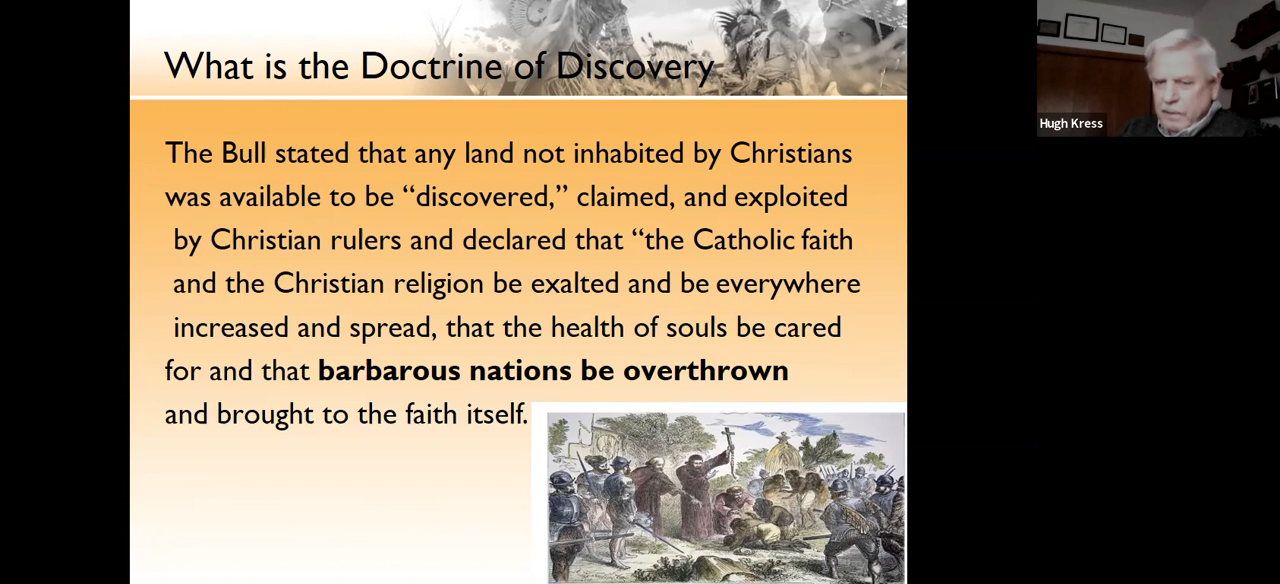 What is the Doctrine of Discovery
The Bull stated that any land not inhabited by Christians
was available to be “discovered,” claimed, and exploited
by Christian rulers and declared that “the Catholic faith
and the Christian religion be exalted and be everywhere
increased and spread, that the health of souls be cared
for and that barbarous nations be overthrown
and brought to the faith itself.
Hugh Kress